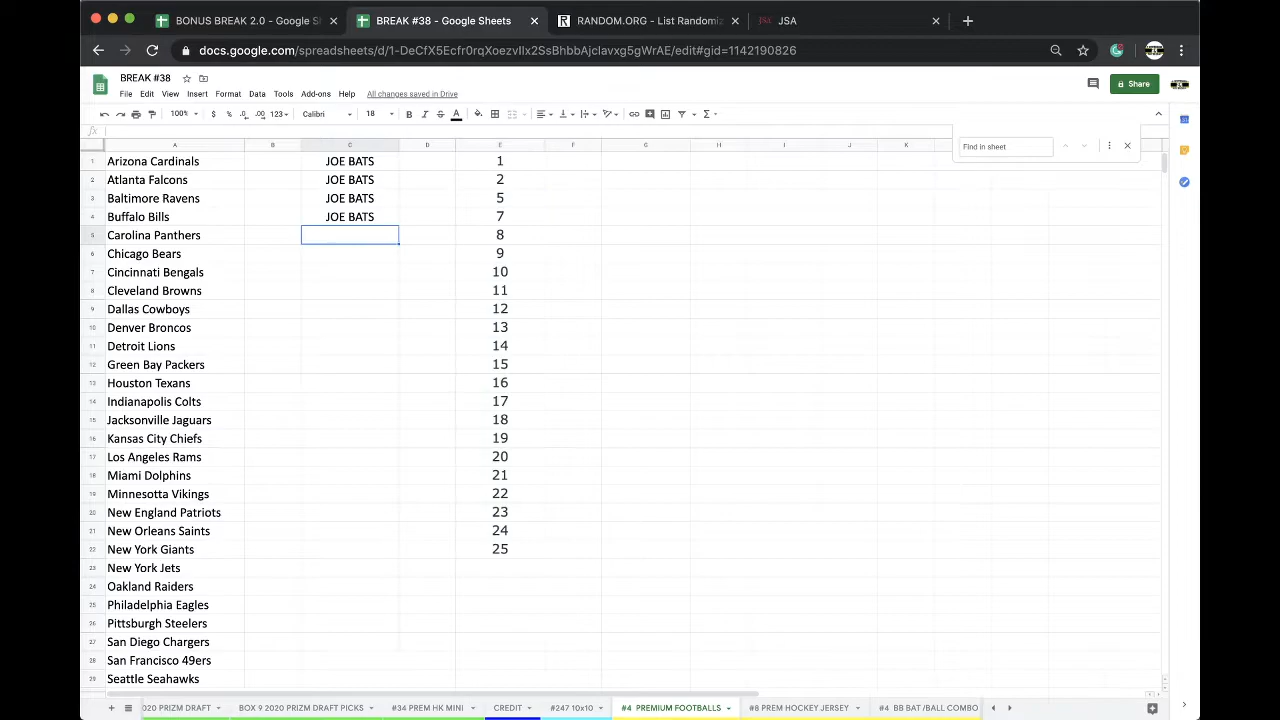 BONUS BREAK 2.0 - Google Sh
BREAK #38 - Google Sheets
RANDOM.ORG - List Randomiz
JSA
docs.google.com/spreadsheets/d/1-DeCfX5Ecfr0rqXoezvIIx2SsBhbbAjclavxg5gWrAE/edit#gid=1142190826
BREAK #38
File Edit View Insert Format Data Tools Add-ons Help All changes saved in Drive
Share
100% $ % .0 .00 123 Calibri 18 B I S A
fx
Find in sheet
A B C D E F G H I J K
1 Arizona Cardinals JOE BATS 1
2 Atlanta Falcons JOE BATS 2
3 Baltimore Ravens JOE BATS 5
4 Buffalo Bills JOE BATS 7
5 Carolina Panthers 8
6 Chicago Bears 9
7 Cincinnati Bengals 10
8 Cleveland Browns 11
9 Dallas Cowboys 12
10 Denver Broncos 13
11 Detroit Lions 14
12 Green Bay Packers 15
13 Houston Texans 16
14 Indianapolis Colts 17
15 Jacksonville Jaguars 18
16 Kansas City Chiefs 19
17 Los Angeles Rams 20
18 Miami Dolphins 21
19 Minnesotta Vikings 22
20 New England Patriots 23
21 New Orleans Saints 24
22 New York Giants 25
23 New York Jets
24 Oakland Raiders
25 Philadelphia Eagles
26 Pittsburgh Steelers
27 San Diego Chargers
28 San Francisco 49ers
29 Seattle Seahawks
020 PRIZM DRAFT BOX 9 2020 PRIZM DRAFT PICKS #34 PREM HK MINI CREDIT #247 10x10 #4 PREMIUM FOOTBALLS #8 PREM HOCKEY JERSEY #4 BB BAT /BALL COMBO